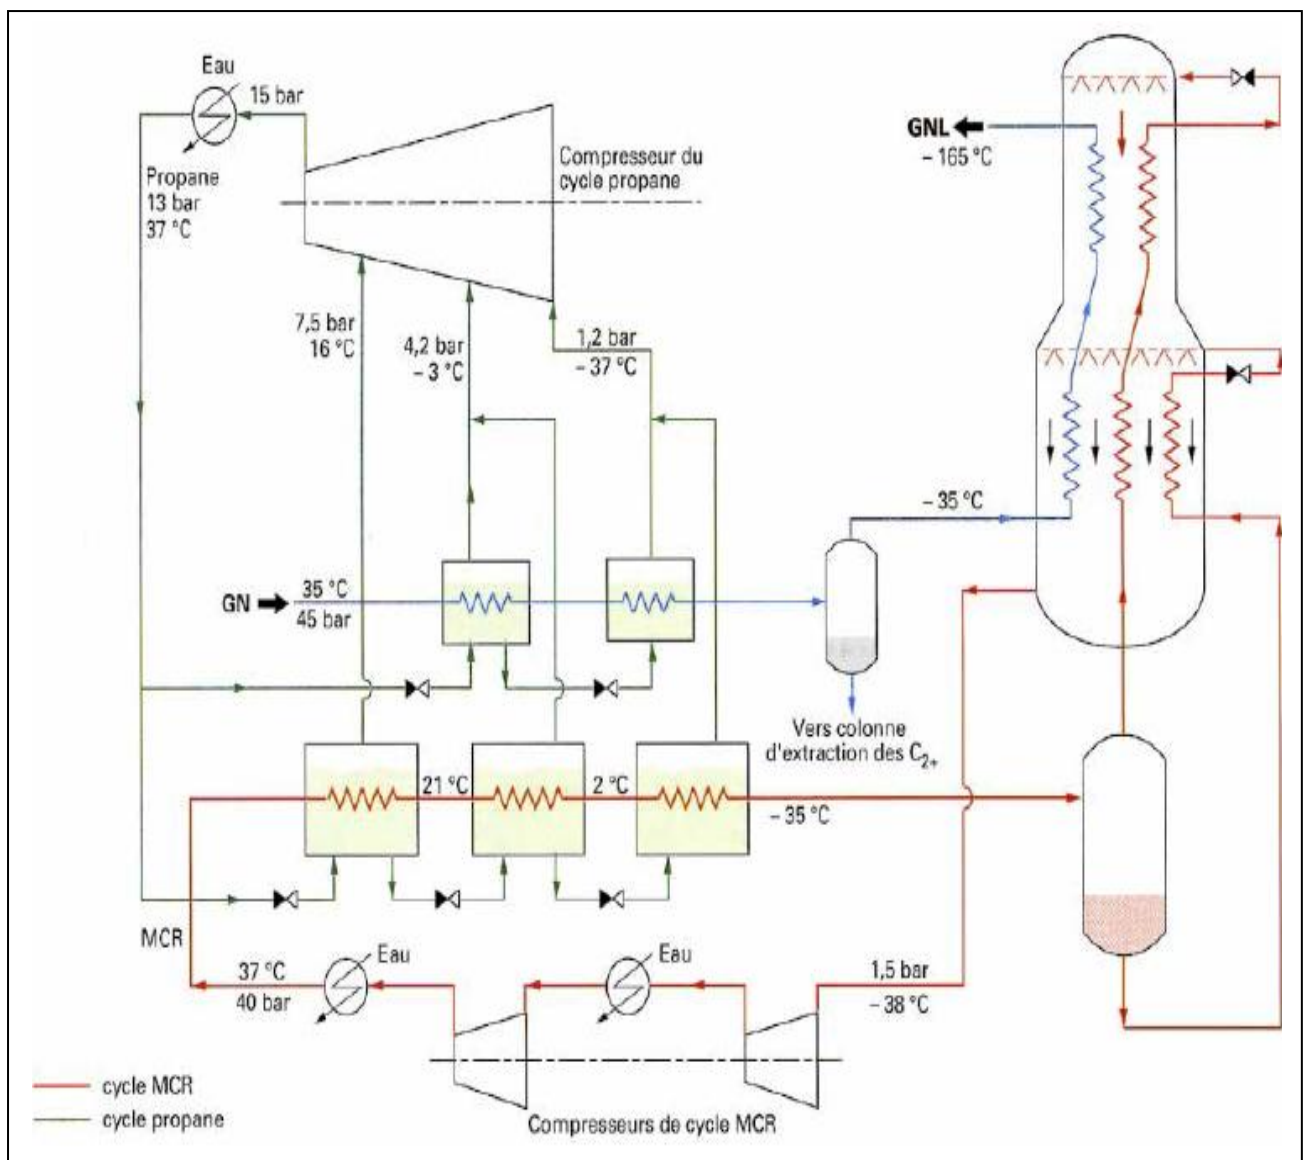 Eau
15 bar
Propane
13 bar
37 °C
Compresseur du
cycle propane
7,5 bar
16 °C
4,2 bar
– 3 °C
1,2 bar
– 37 °C
GNL
– 165 °C
– 35 °C
GN
35 °C
45 bar
Vers colonne
d'extraction des C2+
21 °C
2 °C
– 35 °C
MCR
37 °C
40 bar
Eau
Eau
1,5 bar
– 38 °C
cycle MCR
cycle propane
Compresseurs de cycle MCR